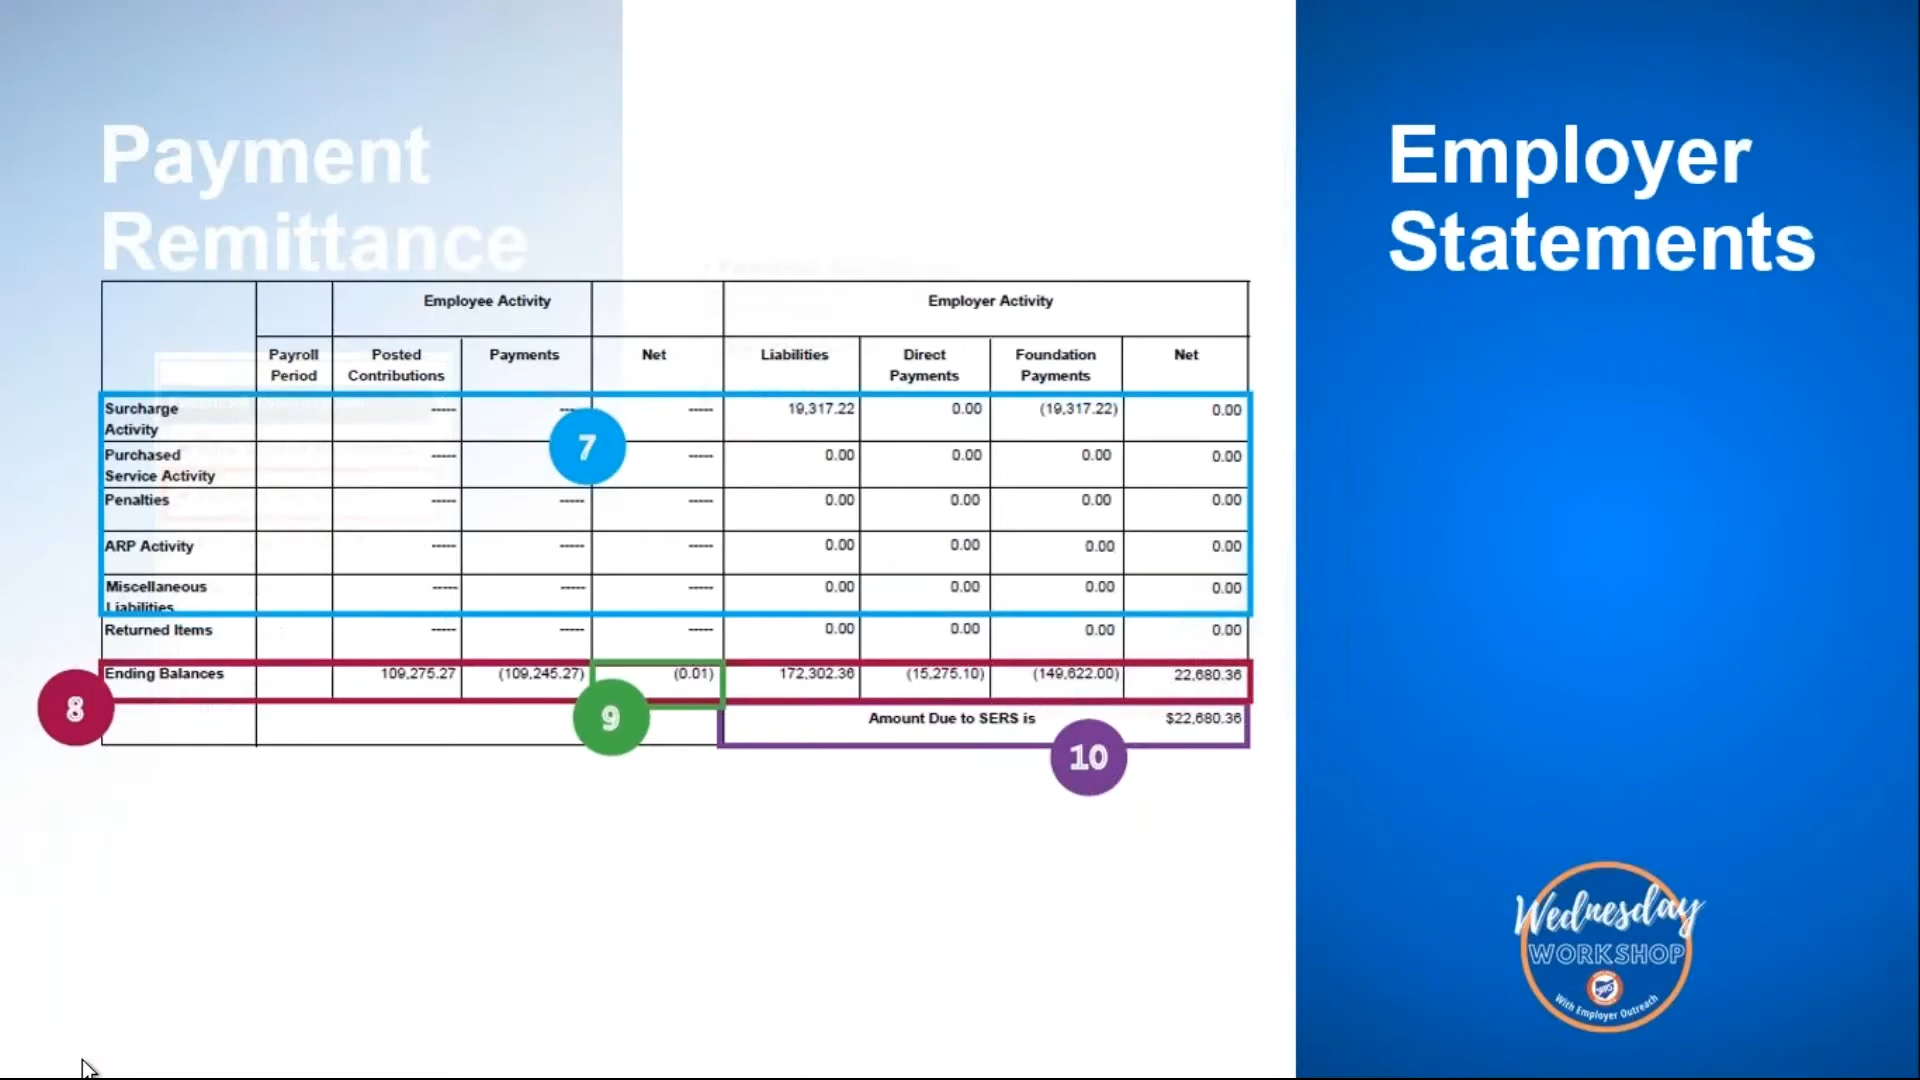 Payment
Remittance
Employer
Statements
Employee Activity
Employer Activity
Payroll Period
Posted Contributions
Payments
Net
Liabilities
Direct Payments
Foundation Payments
Net
Surcharge Activity ----- --- ----- 19,317.22 0.00 (19,317.22) 0.00
7
Purchased Service Activity ----- ----- 0.00 0.00 0.00 0.00
Penalties ----- ----- ----- 0.00 0.00 0.00 0.00
ARP Activity ----- ----- ----- 0.00 0.00 0.00 0.00
Miscellaneous Liabilities ----- ----- ----- 0.00 0.00 0.00 0.00
Returned Items ----- ----- ----- 0.00 0.00 0.00 0.00
Ending Balances 109,275.27 (109,245.27) (0.01) 172,302.36 (15,275.10) (149,622.00) 22,680.36
8
9
Amount Due to SERS is $22,680.36
10
Wednesday
WORKSHOP
With Employer Outreach